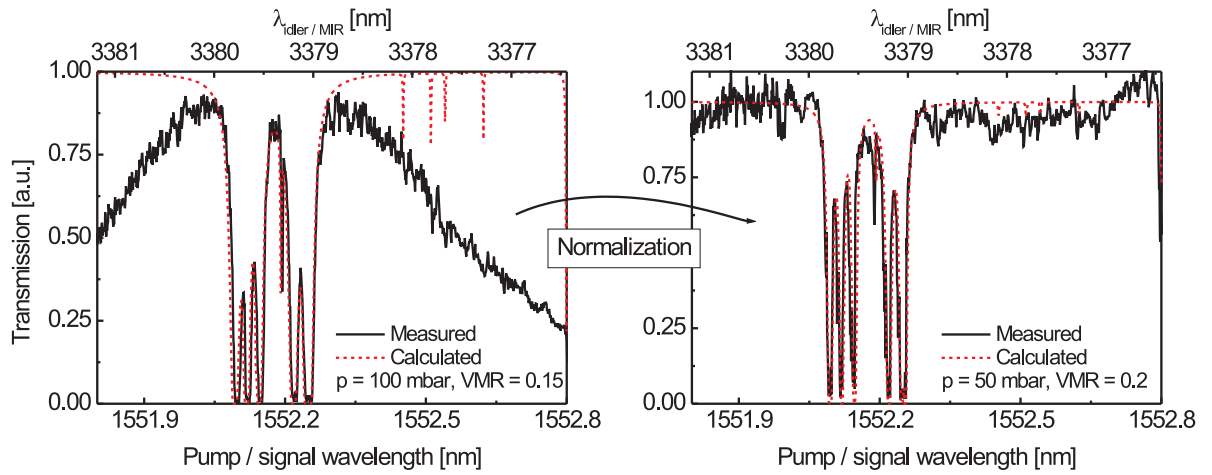 λidler / MIR [nm]
3381 3380 3379 3378 3377
1.00
0.75
0.50
0.25
0.00
Transmission [a.u.]
Measured
Calculated
p = 100 mbar, VMR = 0.15
1551.9 1552.2 1552.5 1552.8
Pump / signal wavelength [nm]
Normalization
λidler / MIR [nm]
3381 3380 3379 3378 3377
1.00
0.75
0.25
0.00
Measured
Calculated
p = 50 mbar, VMR = 0.2
1551.9 1552.2 1552.5 1552.8
Pump / signal wavelength [nm]